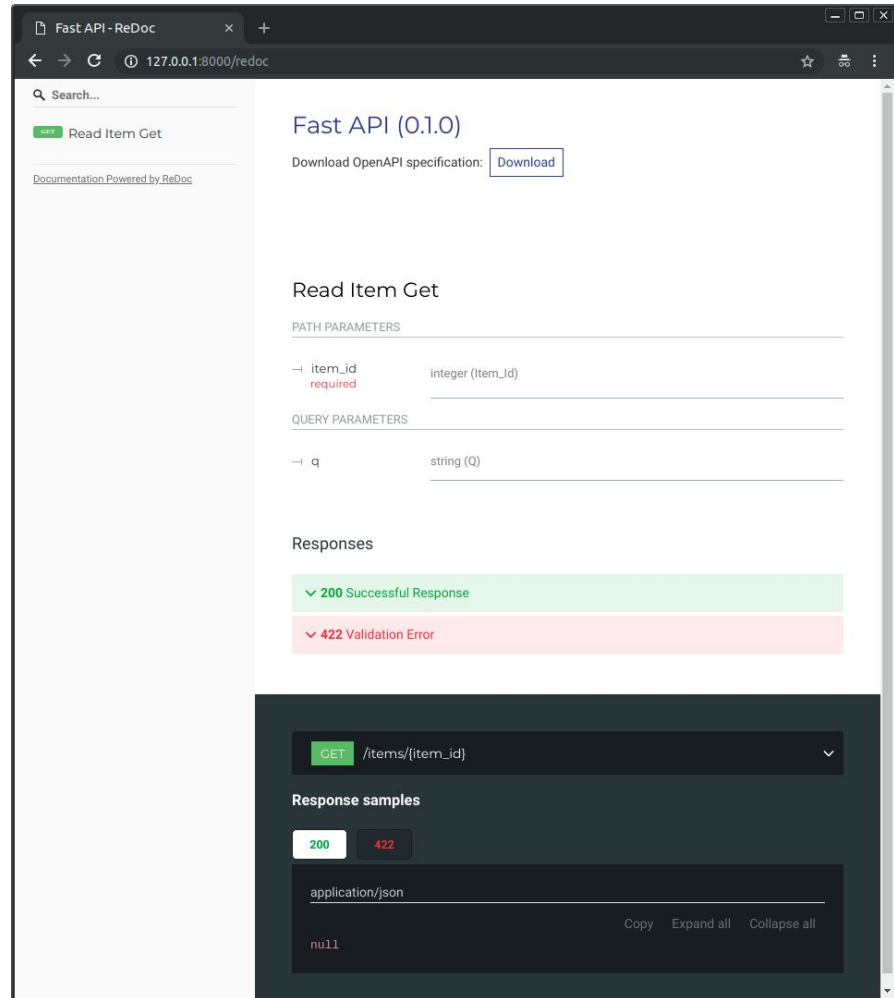 Fast API - ReDoc
127.0.0.1:8000/redoc
Search...
GET Read Item Get
Documentation Powered by ReDoc
Fast API (0.1.0)
Download OpenAPI specification: Download
Read Item Get
PATH PARAMETERS
item_id
required
integer (Item_Id)
QUERY PARAMETERS
q
string (Q)
Responses
200 Successful Response
422 Validation Error
GET /items/{item_id}
Response samples
200 422
application/json
Copy Expand all Collapse all
null